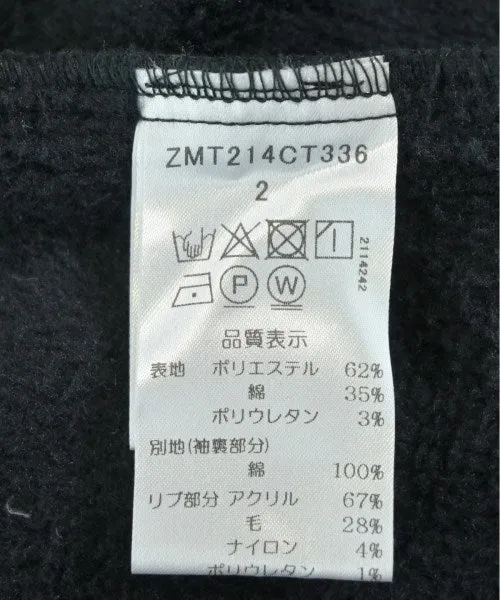 ZMT214CT336
2
2114242
P W
品質表示
表地 ポリエステル 62%
綿 35%
ポリウレタン 3%
別地(袖裏部分)
綿 100%
リブ部分 アクリル 67%
毛 28%
ナイロン 4%
ポリウレタン 1%